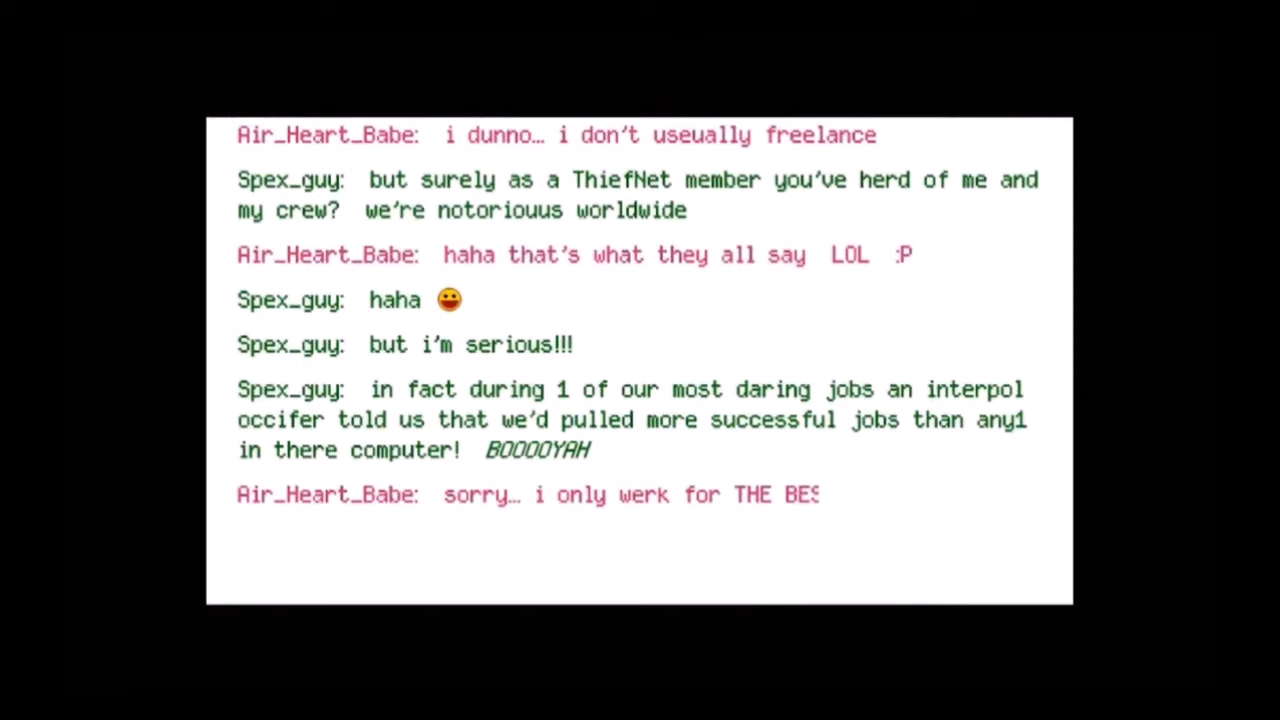 Air_Heart_Babe: i dunno... i don't useually freelance
Spex_guy: but surely as a ThiefNet member you've herd of me and
my crew? we're notoriouus worldwide
Air_Heart_Babe: haha that's what they all say LOL :P
Spex_guy: haha 😀
Spex_guy: but i'm serious!!!
Spex_guy: in fact during 1 of our most daring jobs an interpol
occifer told us that we'd pulled more successful jobs than any1
in there computer! BOOOOYAH
Air_Heart_Babe: sorry... i only werk for THE BES